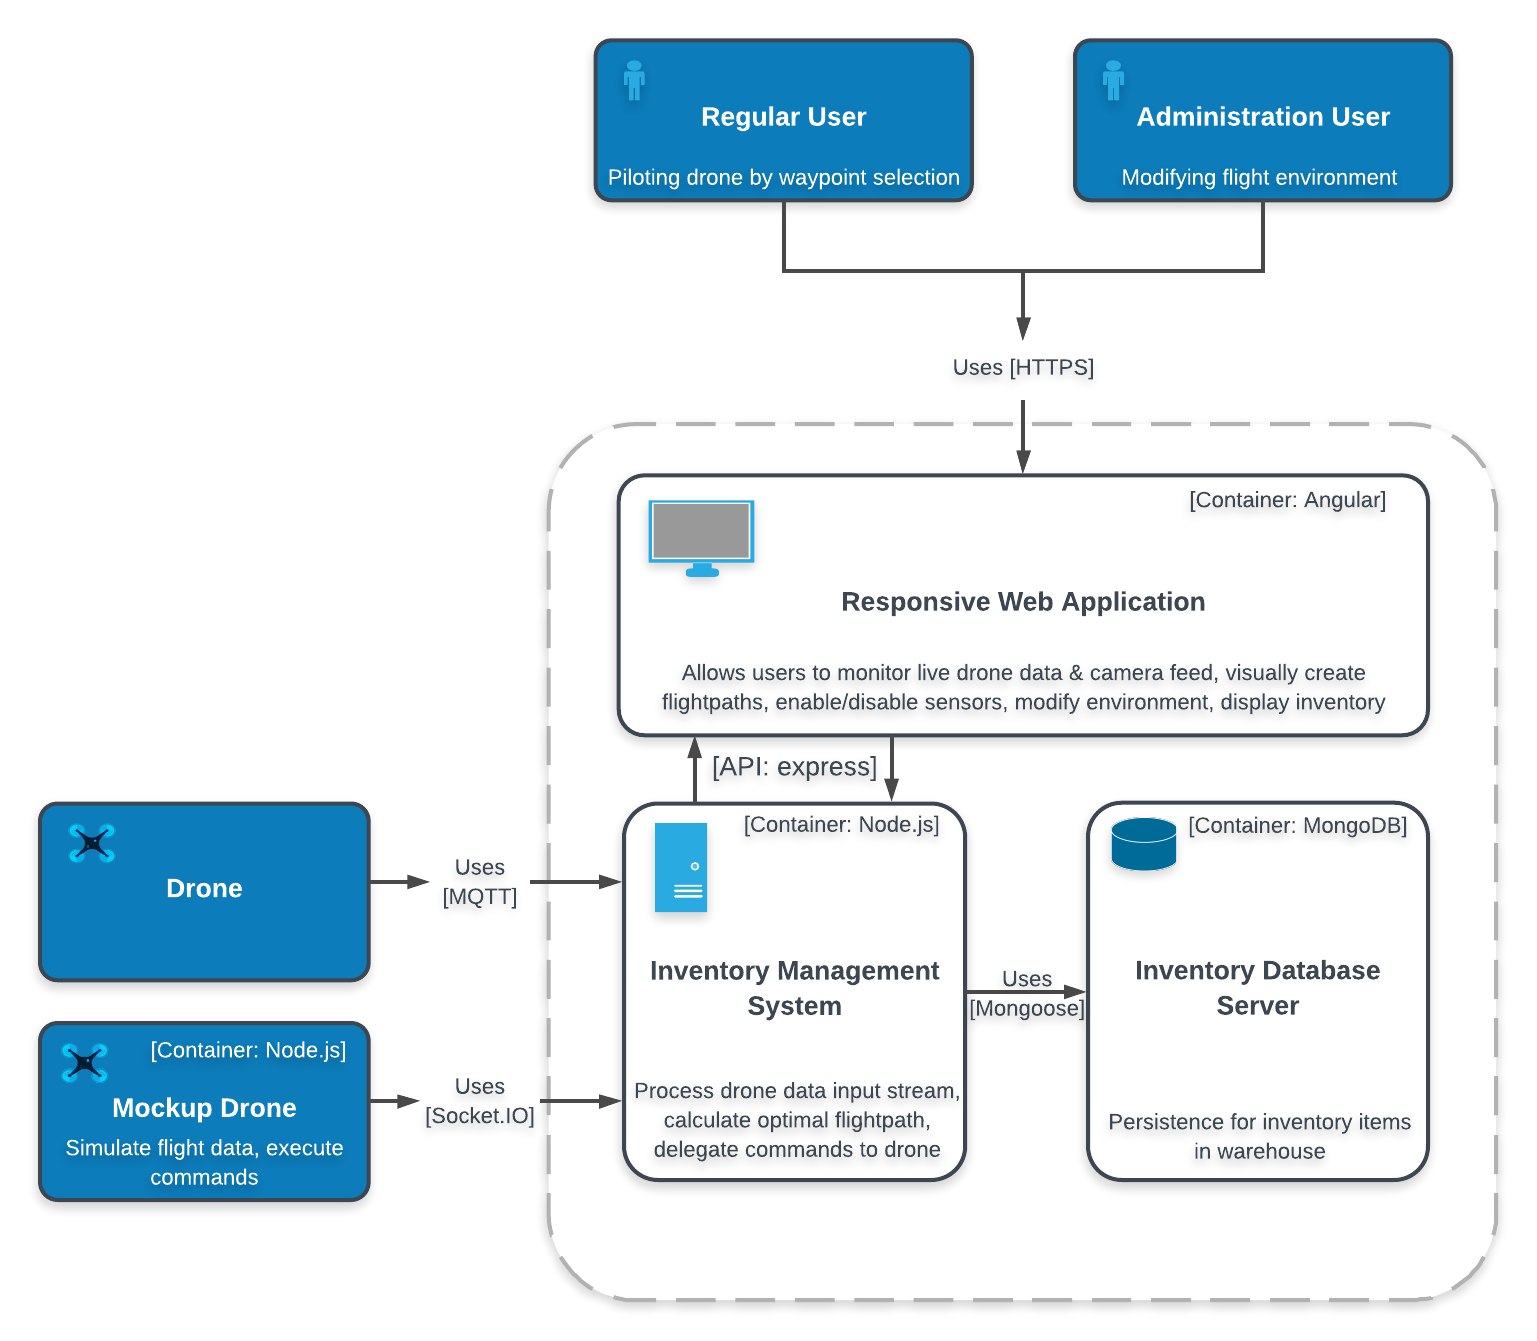 Regular User
Piloting drone by waypoint selection
Administration User
Modifying flight environment
Uses [HTTPS]
[Container: Angular]
Responsive Web Application
Allows users to monitor live drone data & camera feed, visually create
flightpaths, enable/disable sensors, modify environment, display inventory
[API: express]
Drone
Uses
[MQTT]
[Container: Node.js]
Mockup Drone
Simulate flight data, execute
commands
Uses
[Socket.IO]
[Container: Node.js]
Inventory Management
System
Process drone data input stream,
calculate optimal flightpath,
delegate commands to drone
Uses
[Mongoose]
[Container: MongoDB]
Inventory Database
Server
Persistence for inventory items
in warehouse